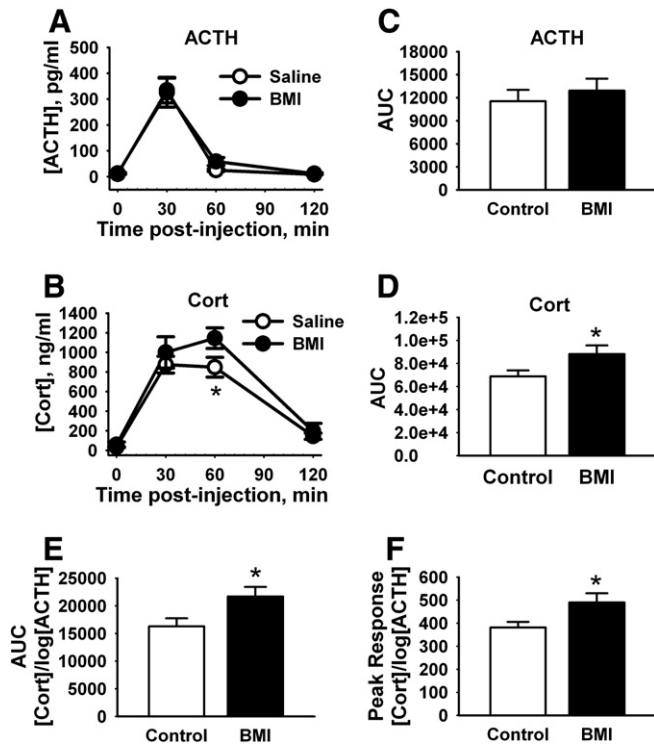 A
ACTH
[ACTH], pg/ml
500
400
300
200
100
0
Saline
BMI
0 30 60 90 120
Time post-injection, min
C
ACTH
AUC
18000
15000
12000
9000
6000
3000
0
Control BMI
B
Cort
[Cort], ng/ml
1400
1200
1000
800
600
400
200
0
Saline
BMI
*
0 30 60 90 120
Time post-injection, min
D
Cort
AUC
1.2e+5
1.0e+5
8.0e+4
6.0e+4
4.0e+4
2.0e+4
0.0
*
Control BMI
E
AUC
[Cort]/log[ACTH]
25000
20000
15000
10000
5000
0
*
Control BMI
F
Peak Response
[Cort]/log[ACTH]
600
500
400
300
200
100
0
*
Control BMI